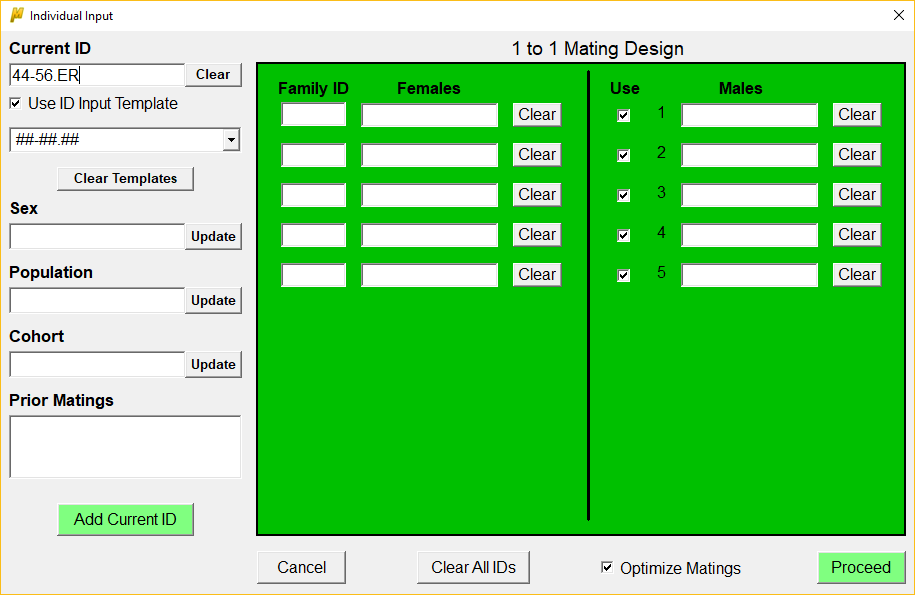 Individual Input
Current ID
44-56.ER
Clear
Use ID Input Template
##-##.##
Clear Templates
Sex
Update
Population
Update
Cohort
Update
Prior Matings
Add Current ID
1 to 1 Mating Design
Family ID Females Use Males
Clear 1 Clear
Clear 2 Clear
Clear 3 Clear
Clear 4 Clear
Clear 5 Clear
Cancel Clear All IDs Optimize Matings Proceed